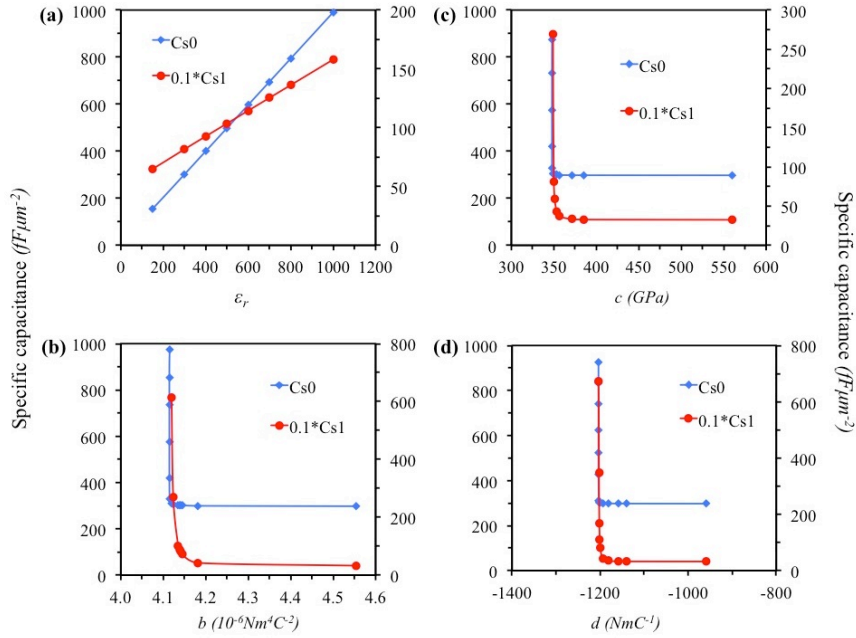 (a)
1000
800
600
400
200
0
200
150
100
50
0
Cs0
0.1*Cs1
0 200 400 600 800 1000 1200
εr
(c)
1000
800
600
400
200
0
300
250
200
150
100
50
0
Cs0
0.1*Cs1
300 350 400 450 500 550 600
c (GPa)
Specific capacitance (fFμm⁻²)
Specific capacitance (fFμm⁻²)
(b)
1000
800
600
400
200
0
800
600
400
200
0
Cs0
0.1*Cs1
4.0 4.1 4.2 4.3 4.4 4.5 4.6
b (10⁻⁶Nm⁴C⁻²)
(d)
1000
800
600
400
200
0
800
600
400
200
0
Cs0
0.1*Cs1
-1400 -1200 -1000 -800
d (NmC⁻¹)